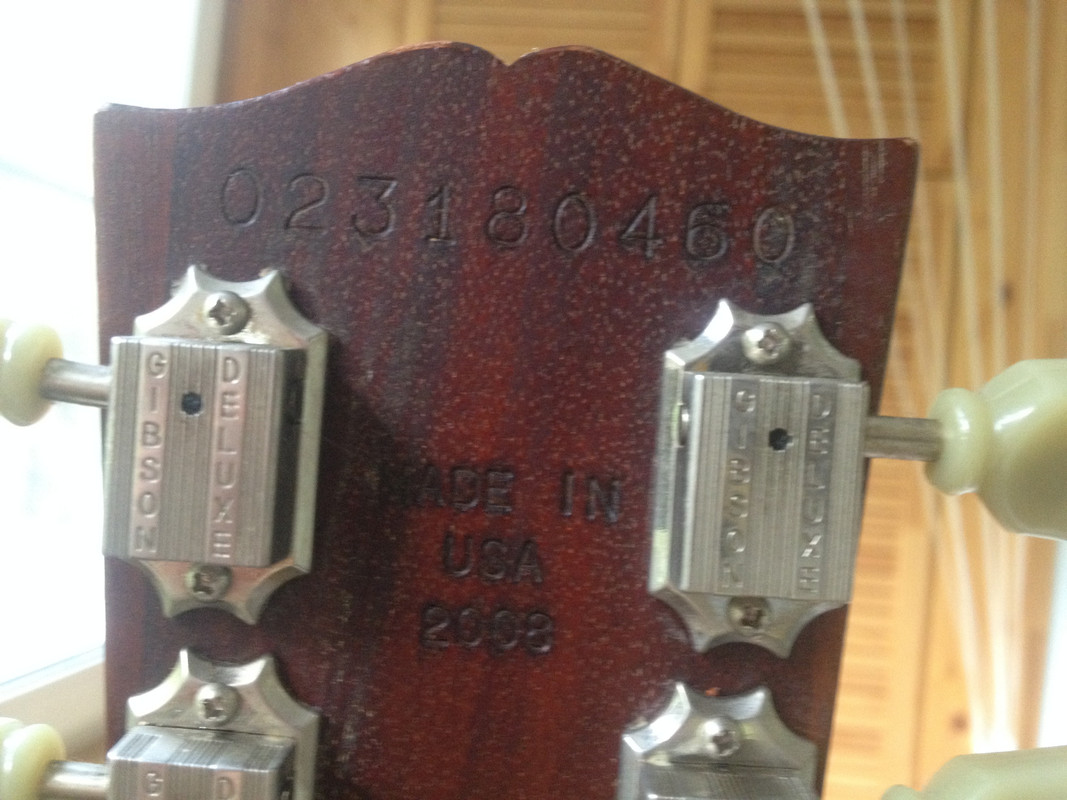 023180460
GIBSON DELUXE
GIBSON DELUXE
MADE IN
USA
2008
G D